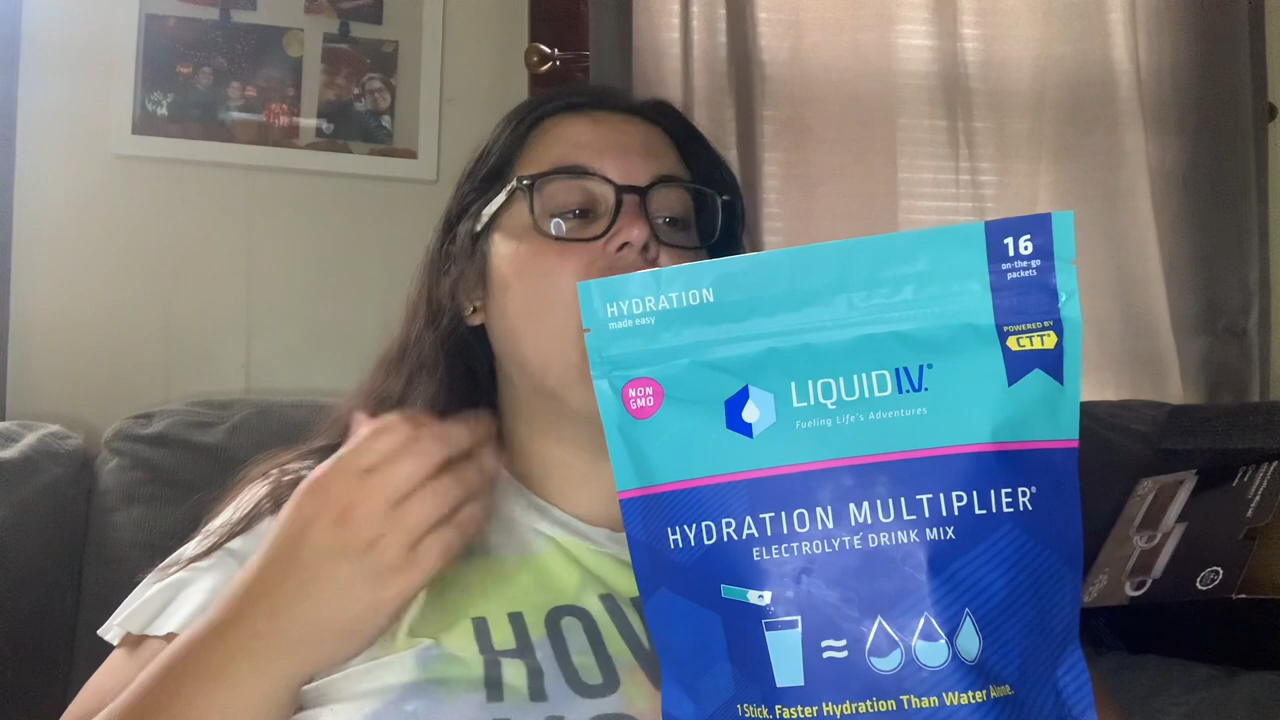 16
on-the-go
packets
HYDRATION
made easy
POWERED BY
CTT
NON
GMO
LIQUID I.V.®
Fueling Life's Adventures
HYDRATION MULTIPLIER®
ELECTROLYTE DRINK MIX
≈
1 Stick. Faster Hydration Than Water Alone.
HOW